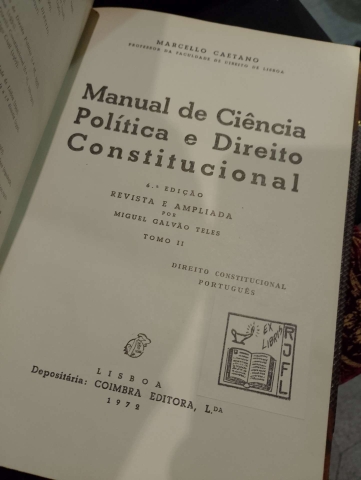 MARCELLO CAETANO
PROFESSOR DA FACULDADE DE DIREITO DE LISBOA
Manual de Ciência
Política e Direito
Constitucional
6.ª EDIÇÃO
REVISTA E AMPLIADA
POR
MIGUEL GALVÃO TELES
TOMO II
DIREITO CONSTITUCIONAL
PORTUGUÊS
EX
LIBRIS
RJFL
LISBOA
Depositária: COIMBRA EDITORA, L.DA
1972